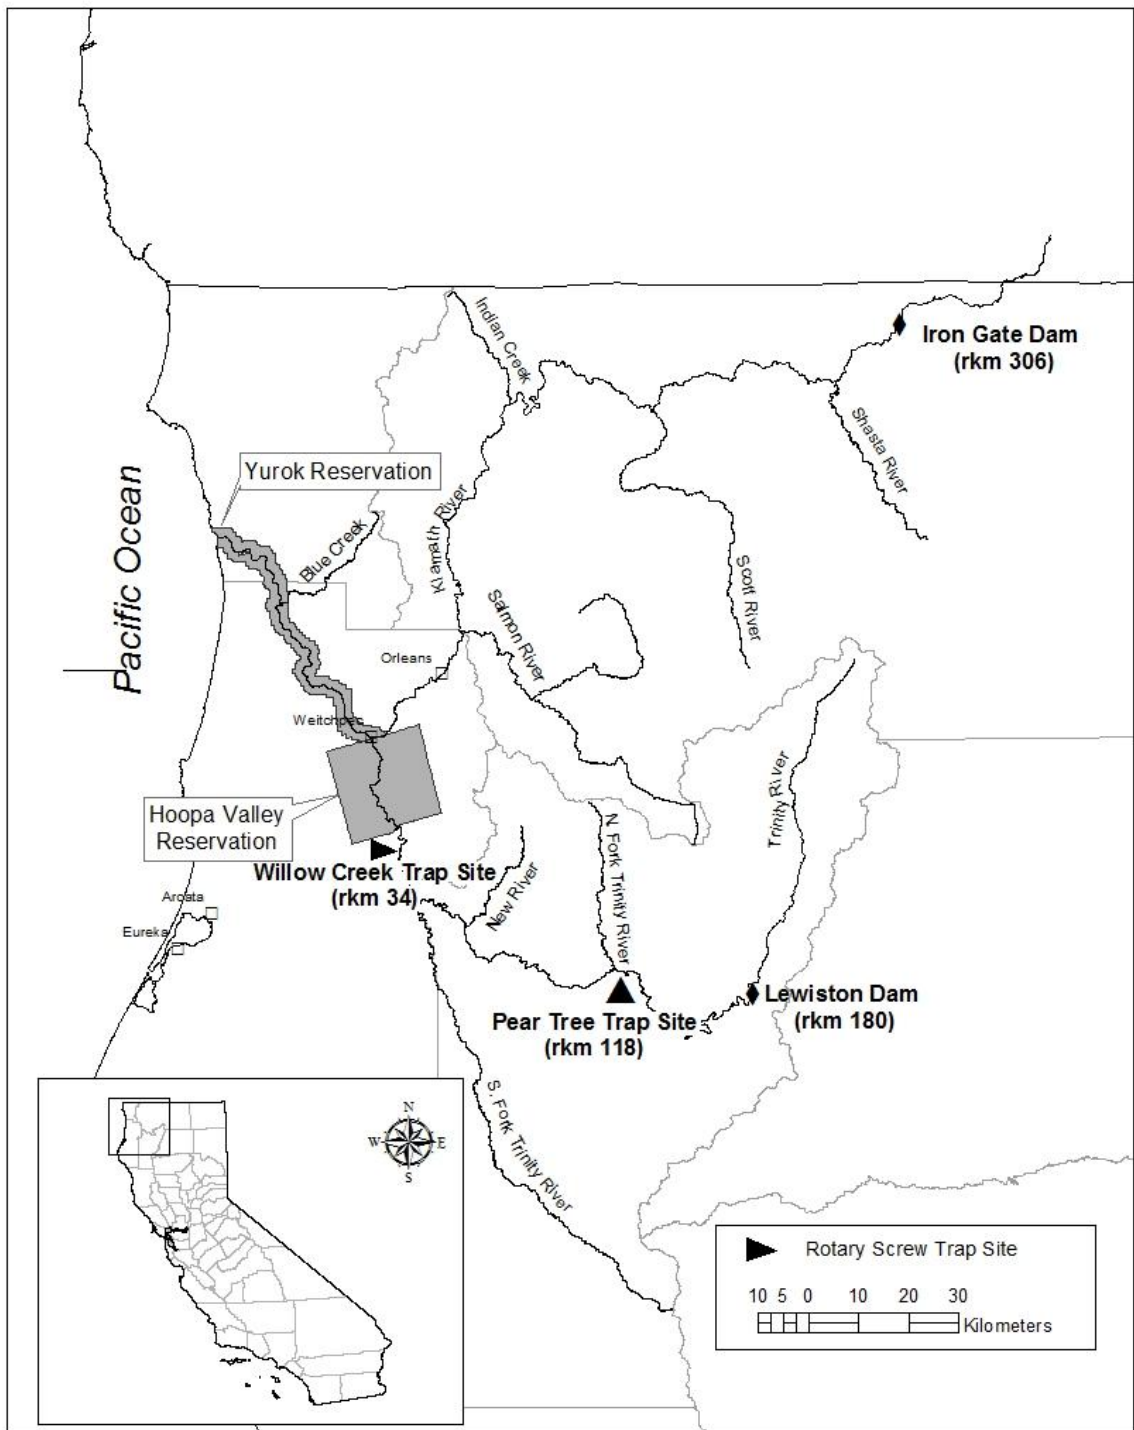 Indian Creek
Iron Gate Dam
(rkm 306)
Shasta River
Yurok Reservation
Pacific Ocean
Blue Creek
Klamath River
Scott River
Salmon River
Orleans
Weitchpec
Trinity River
Hoopa Valley
Reservation
N. Fork Trinity River
Willow Creek Trap Site
(rkm 34)
New River
Arcata
Eureka
Lewiston Dam
(rkm 180)
Pear Tree Trap Site
(rkm 118)
S. Fork Trinity River
N
W
E
S
Rotary Screw Trap Site
10 5 0 10 20 30
Kilometers